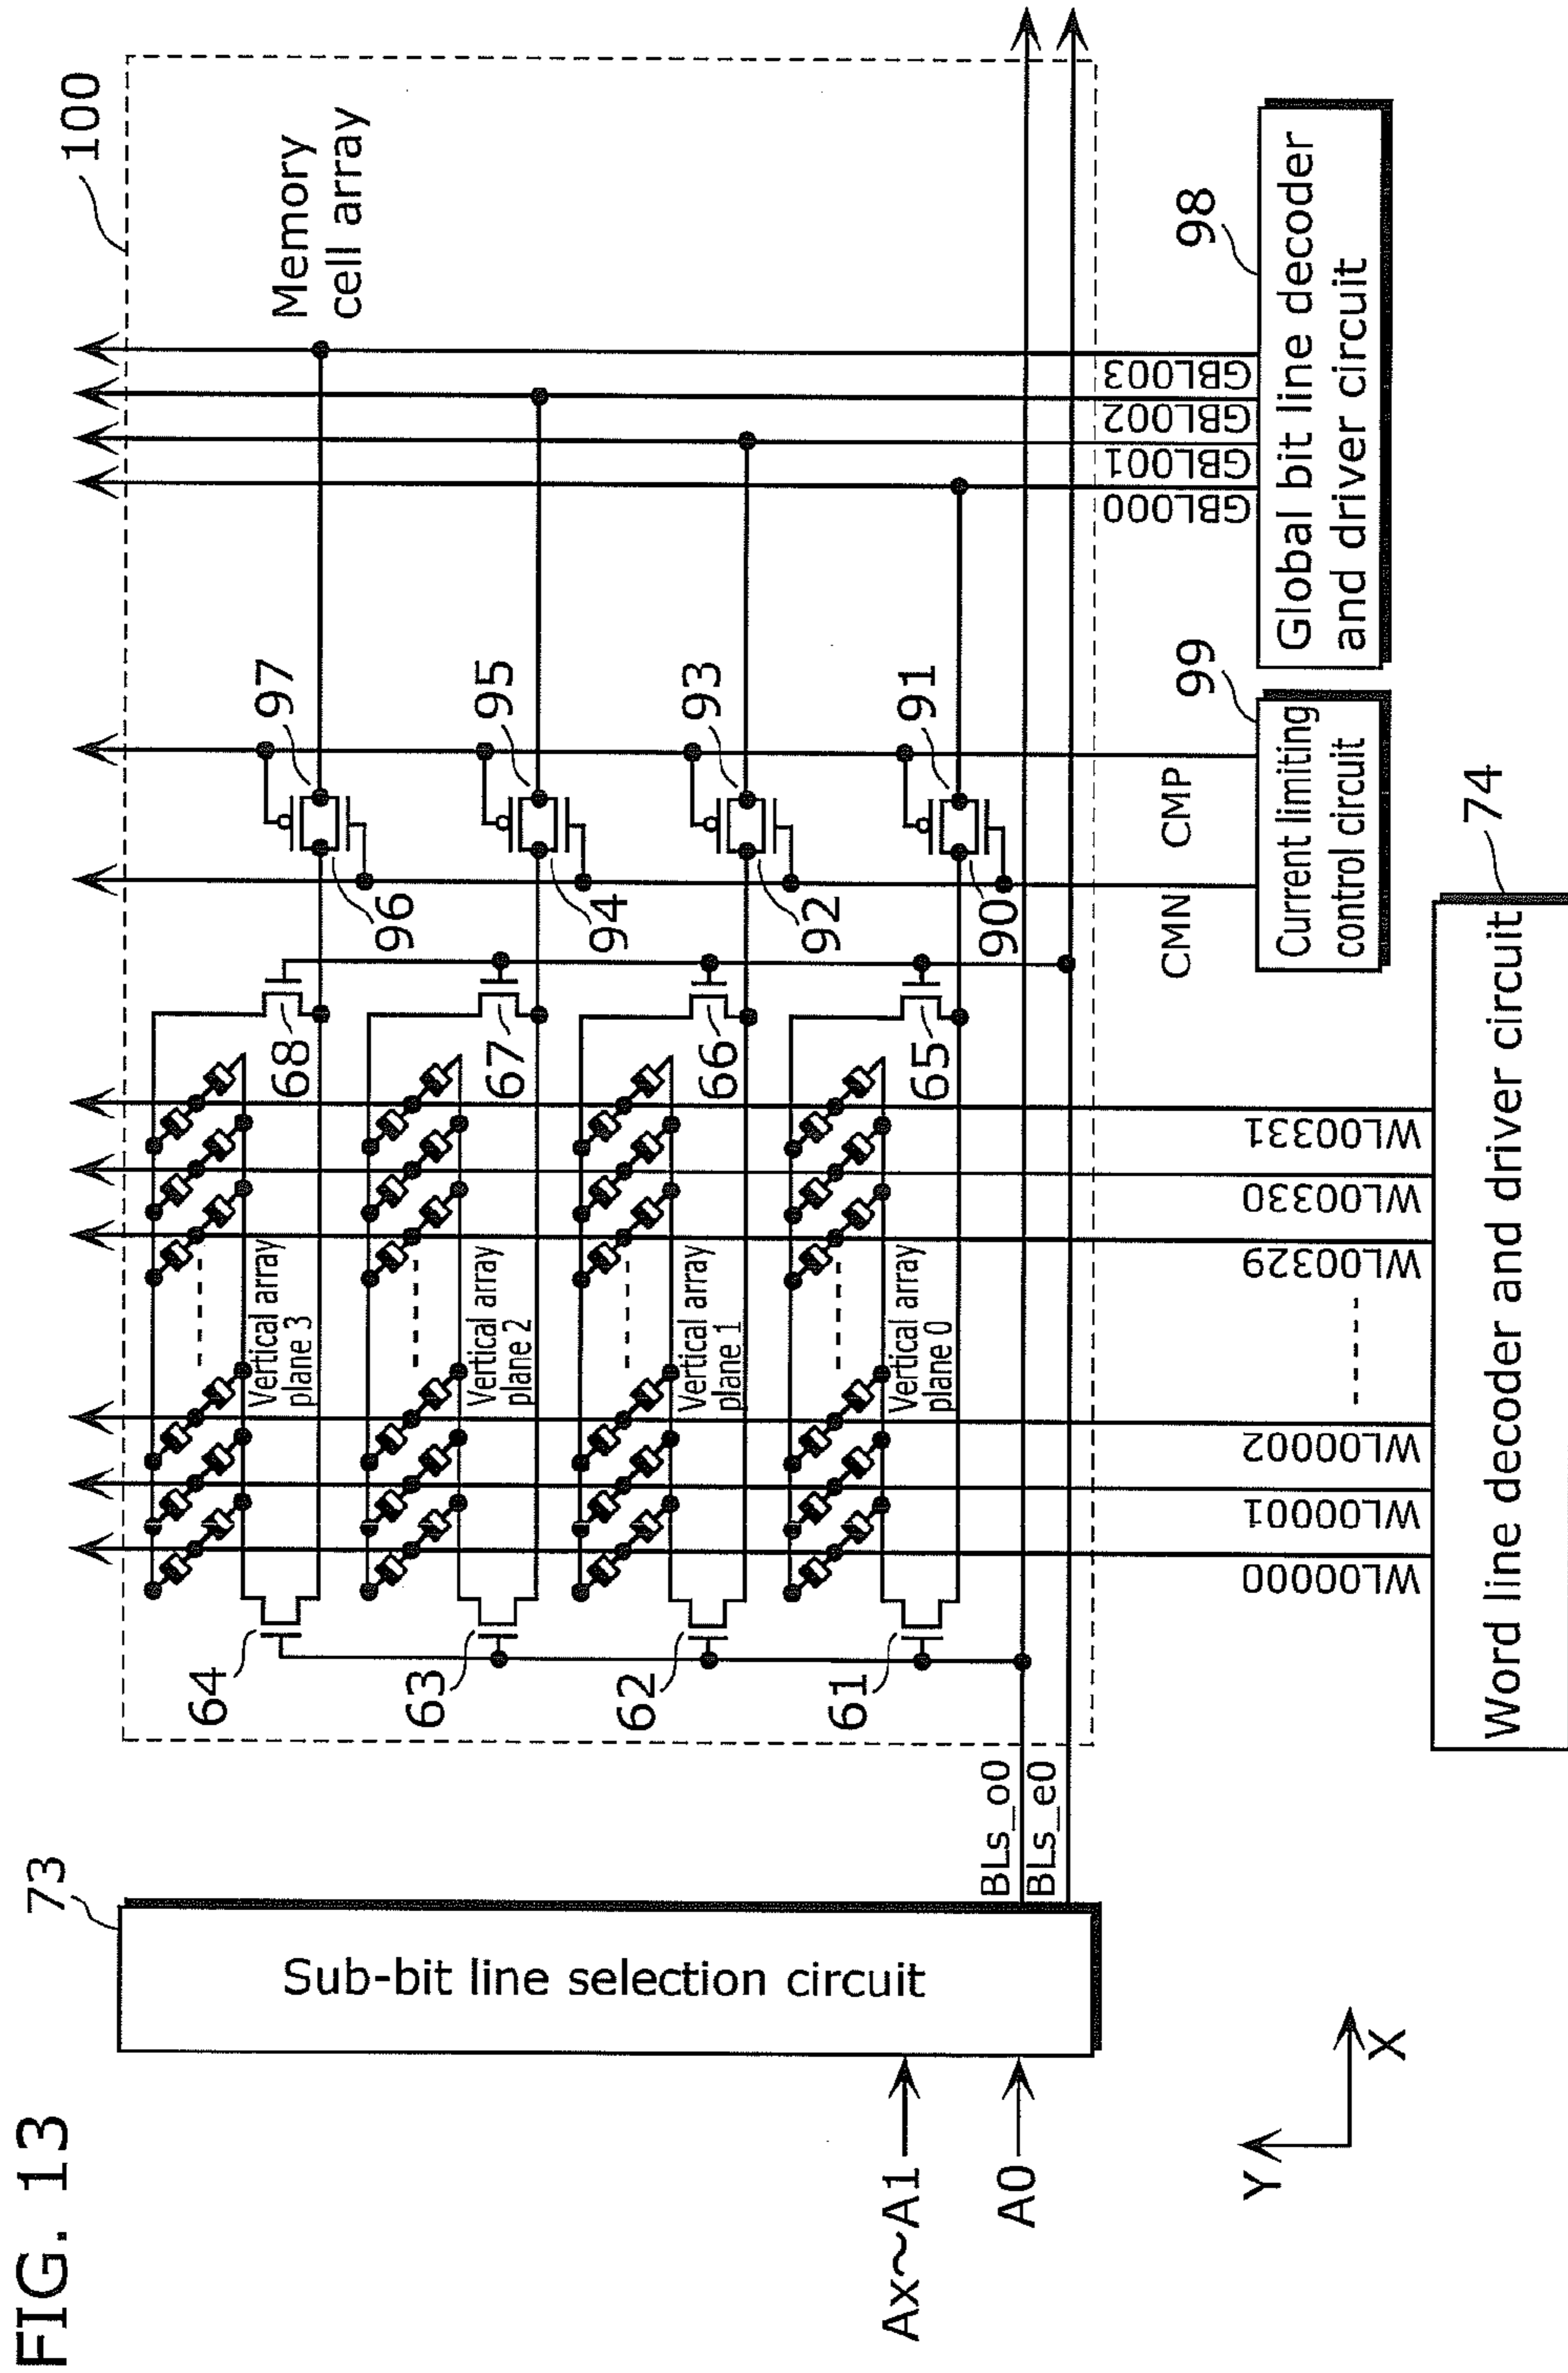 FIG. 13
73
Sub-bit line selection circuit
Ax~A1
A0
BLs_o0
BLs_e0
Y
X
100
Memory
cell array
64
68
96
97
Vertical array
plane 3
63
67
94
95
Vertical array
plane 2
62
66
92
93
Vertical array
plane 1
61
65
90
91
Vertical array
plane 0
WL00000
WL00001
WL00002
WL00329
WL00330
WL00331
CMN
CMP
GBL000
GBL001
GBL002
GBL003
74
Word line decoder and driver circuit
99
Current limiting
control circuit
98
Global bit line decoder
and driver circuit